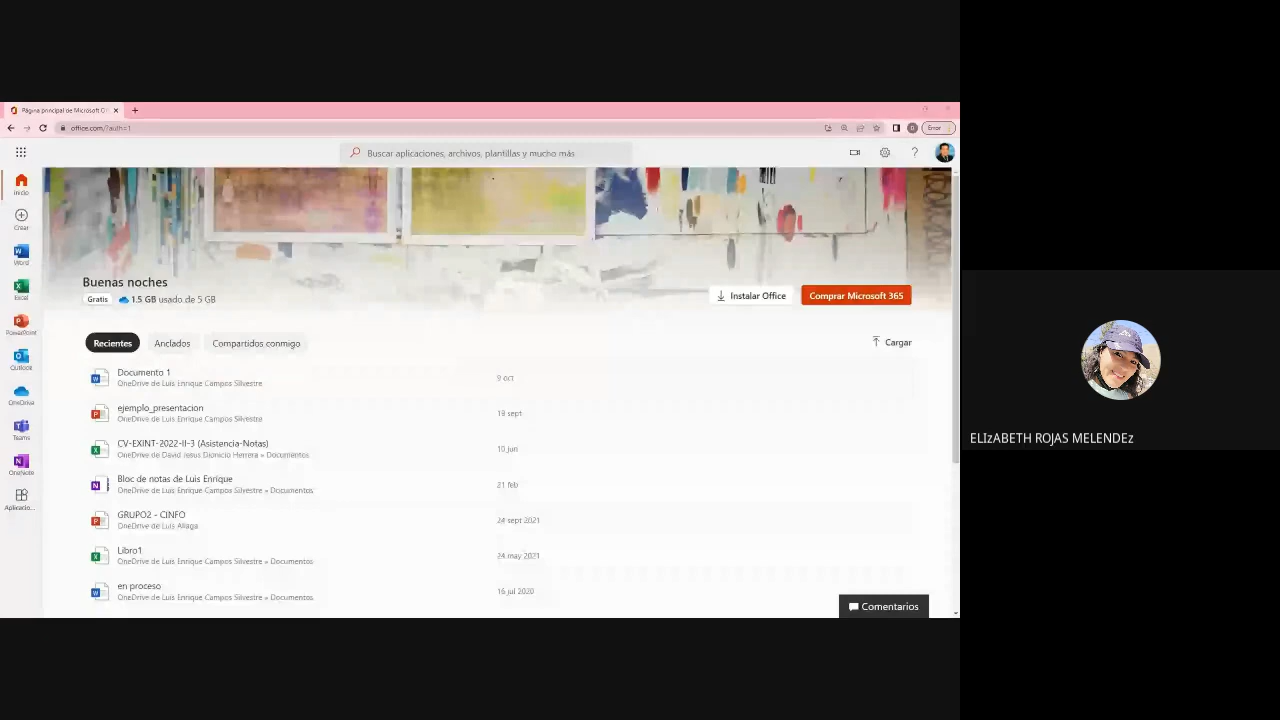 Página principal de Microsoft Of
office.com/?auth=1
Error
Buscar aplicaciones, archivos, plantillas y mucho más
Inicio
Crear
Word
Excel
PowerPoint
Outlook
OneDrive
Teams
OneNote
Aplicacio...
Buenas noches
Gratis 1.5 GB usado de 5 GB
Instalar Office
Comprar Microsoft 365
Recientes
Anclados
Compartidos conmigo
Cargar
Documento 1
OneDrive de Luis Enrique Campos Silvestre
9 oct
ejemplo_presentacion
OneDrive de Luis Enrique Campos Silvestre
18 sept
CV-EXINT-2022-II-3 (Asistencia-Notas)
OneDrive de David Jesus Dionicio Herrera » Documentos
10 jun
Bloc de notas de Luis Enrique
OneDrive de Luis Enrique Campos Silvestre » Documentos
21 feb
GRUPO2 - CINFO
OneDrive de Luis Aliaga
24 sept 2021
Libro1
OneDrive de Luis Enrique Campos Silvestre » Documentos
24 may 2021
en proceso
OneDrive de Luis Enrique Campos Silvestre » Documentos
16 jul 2020
Comentarios
ELIzABETH ROJAS MELENDEz